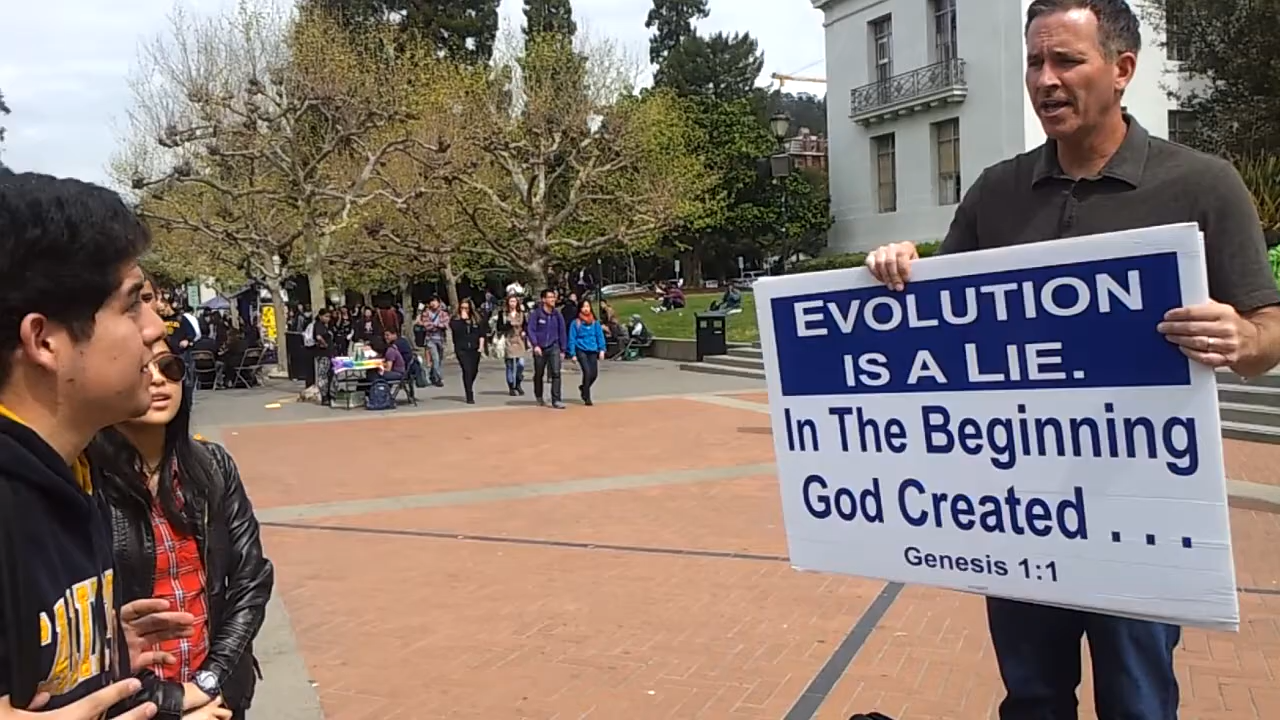 EVOLUTION
IS A LIE.
In The Beginning
God Created . . .
Genesis 1:1